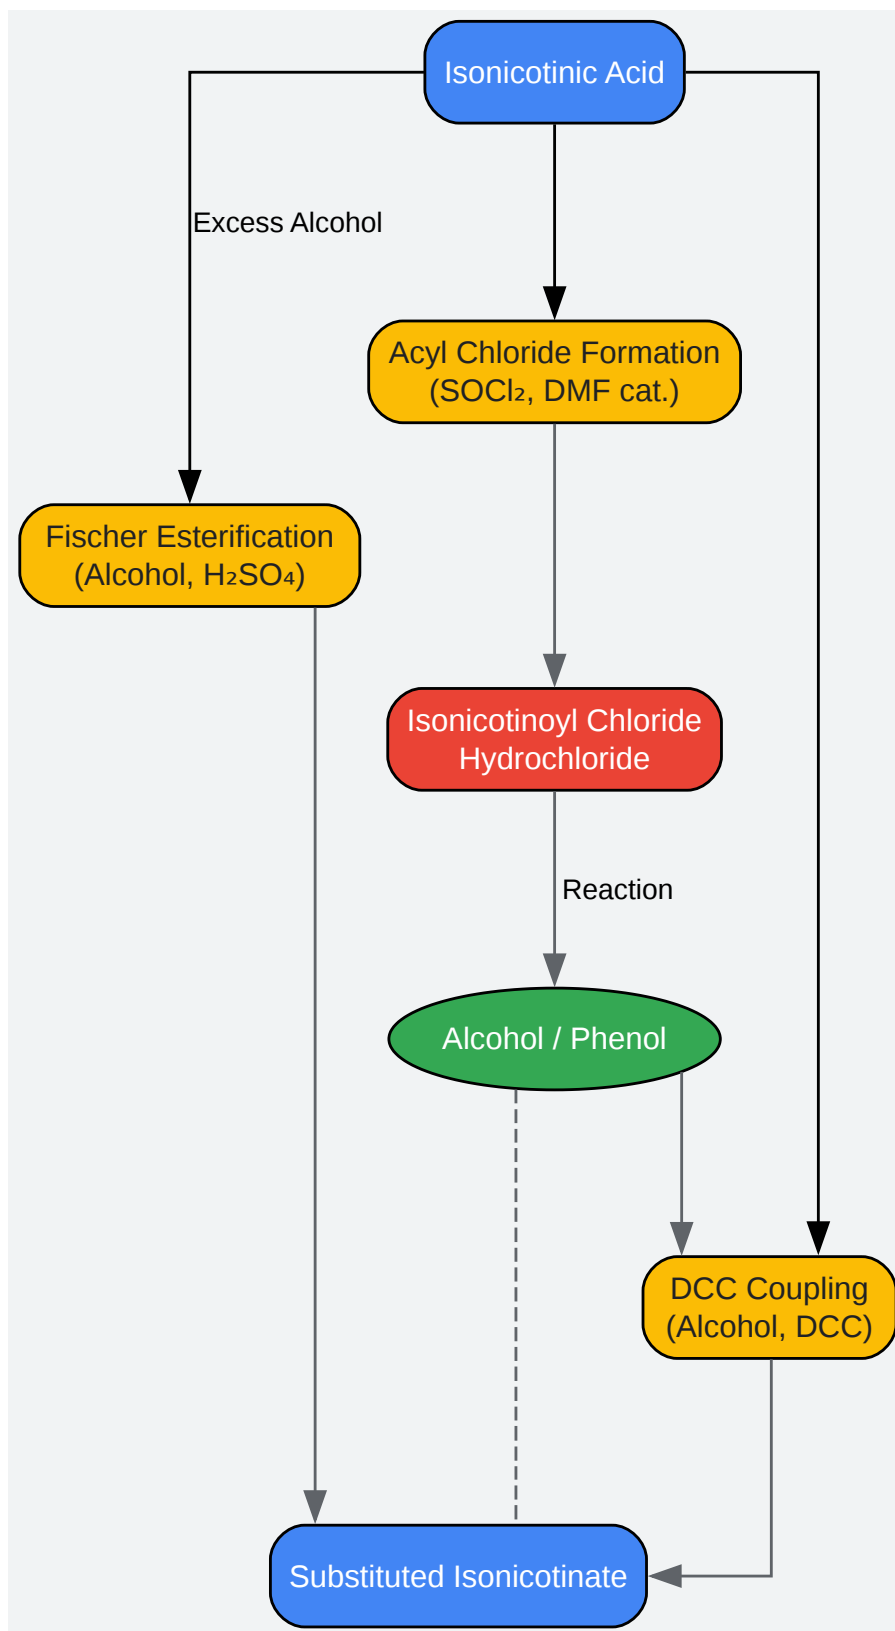 Isonicotinic Acid
Excess Alcohol
Acyl Chloride Formation
(SOCl₂, DMF cat.)
Fischer Esterification
(Alcohol, H₂SO₄)
Isonicotinoyl Chloride
Hydrochloride
Reaction
Alcohol / Phenol
DCC Coupling
(Alcohol, DCC)
Substituted Isonicotinate